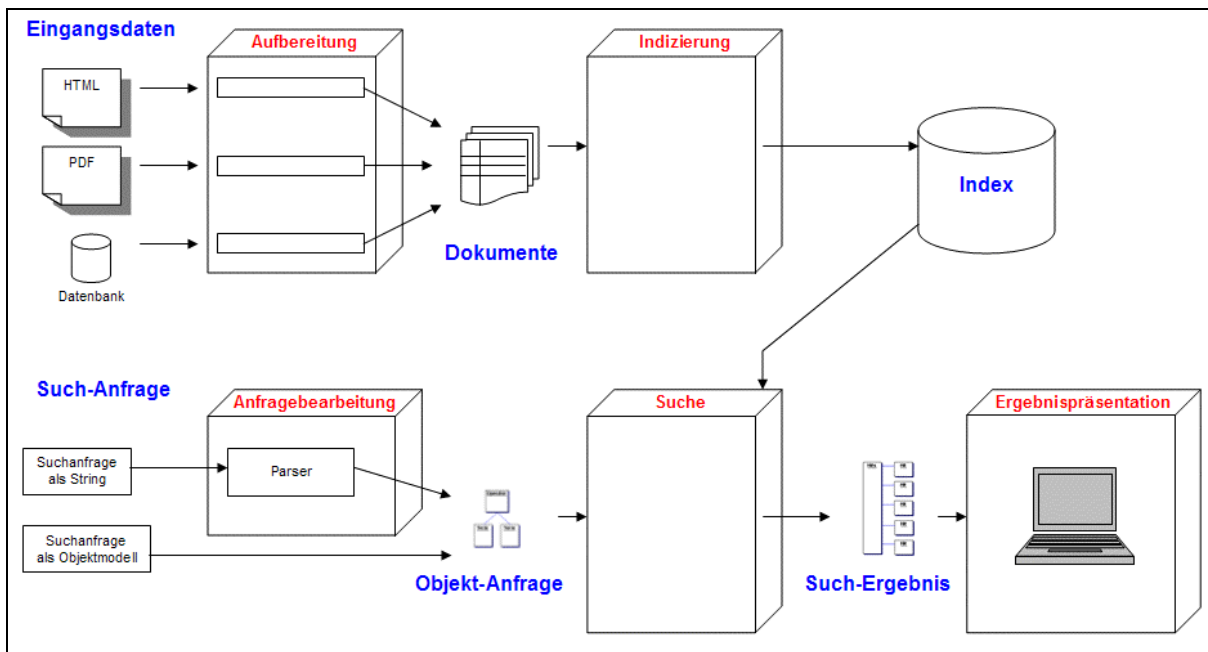 Eingangsdaten
Aufbereitung
Indizierung
HTML
PDF
Index
Dokumente
Datenbank
Such-Anfrage
Anfragebearbeitung
Suche
Ergebnispräsentation
Suchanfrage
als String
Parser
Suchanfrage
als Objektmodell
Objekt-Anfrage
Such-Ergebnis